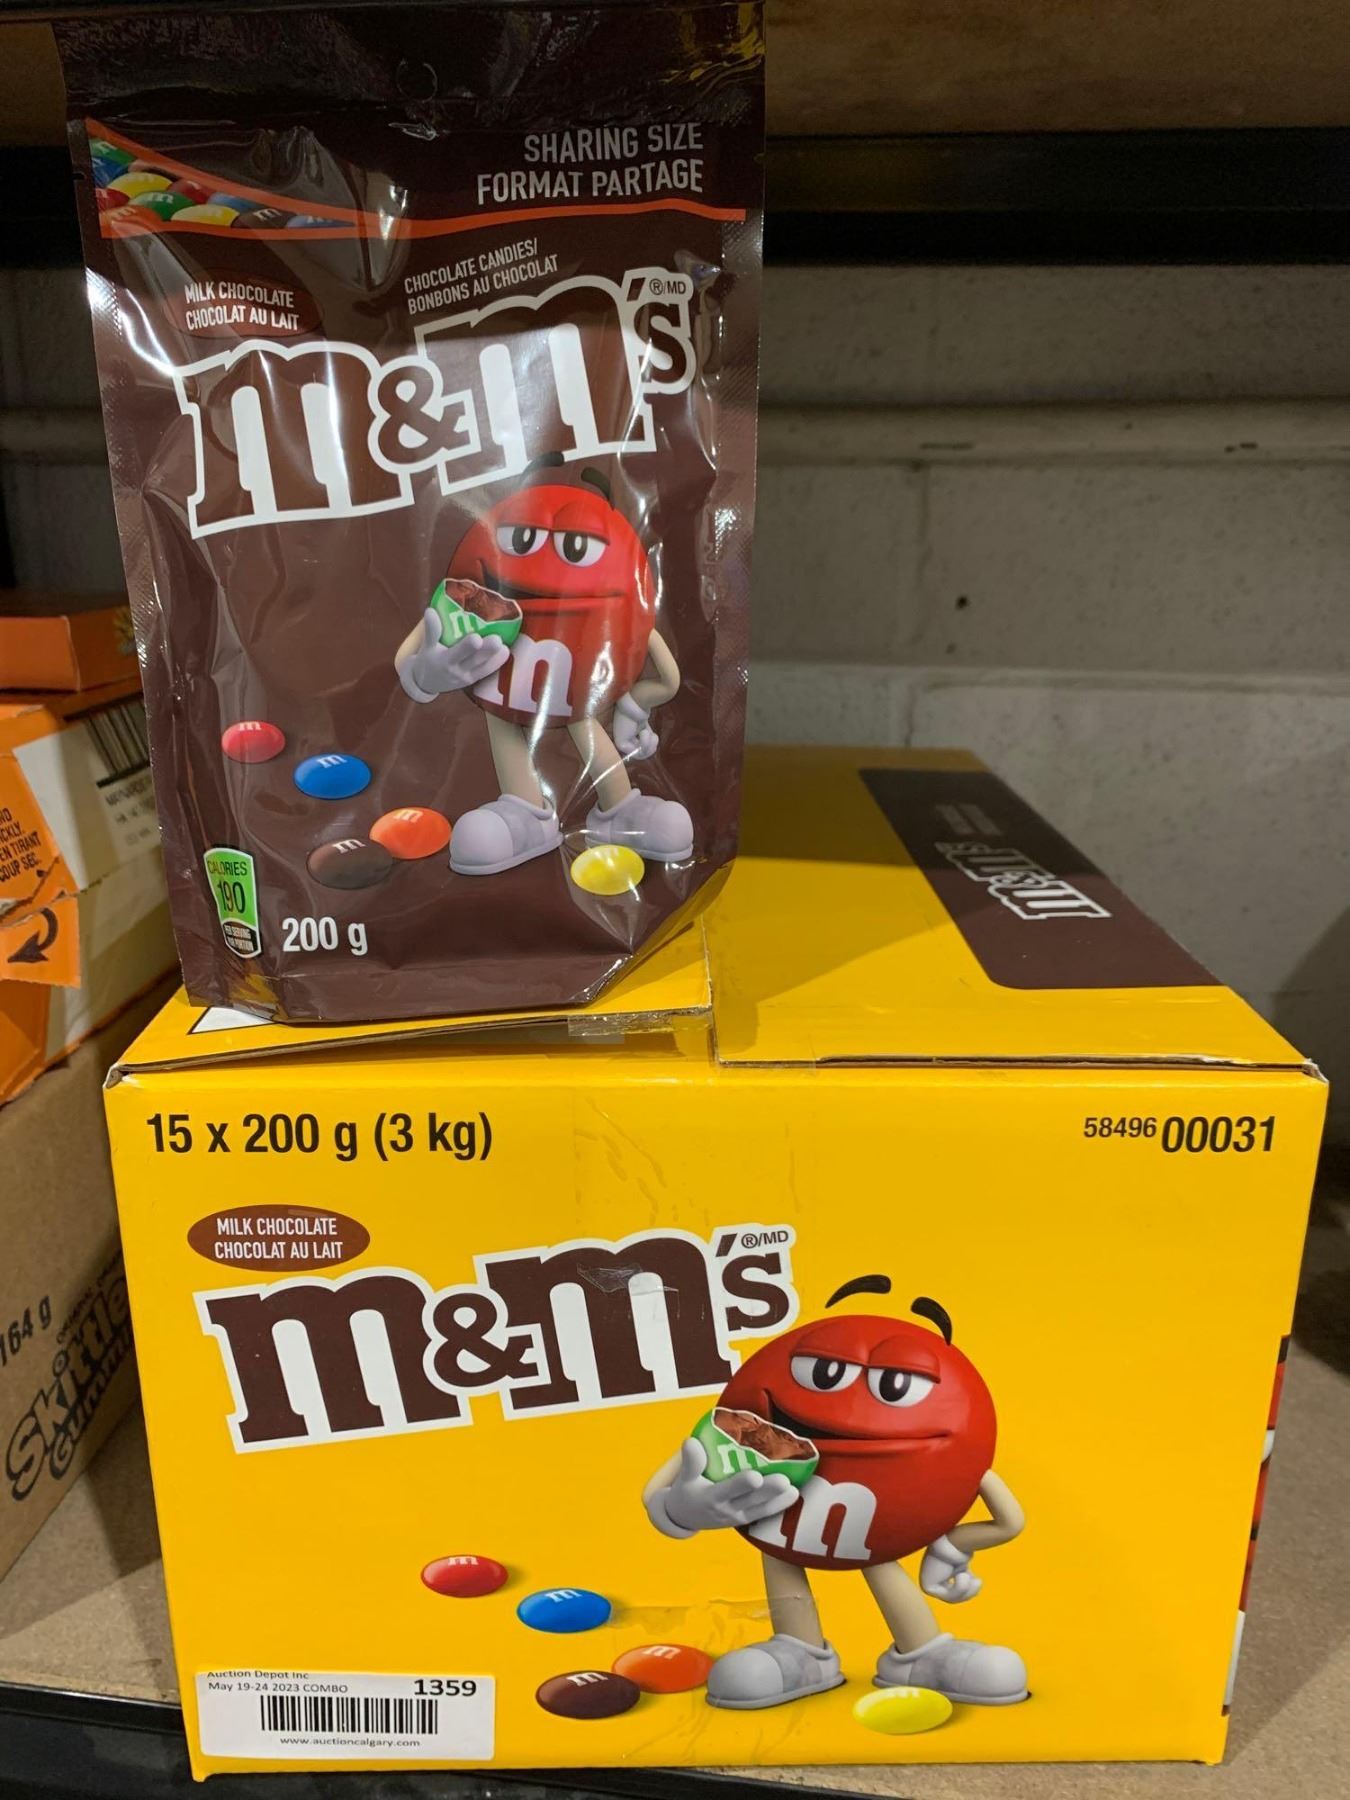 SHARING SIZE
FORMAT PARTAGE
CHOCOLATE CANDIES/
BONBONS AU CHOCOLAT
MILK CHOCOLATE
CHOCOLAT AU LAIT
m&m's ®/MD
m
m
m
m
m
m
CALORIES
190
200 g
m&m's
15 x 200 g (3 kg)
58496 00031
MILK CHOCOLATE
CHOCOLAT AU LAIT
m&m's ®/MD
m
m
m
m
m
m
Auction Depot Inc
May 19-24 2023 COMBO
1359
www.auctioncalgary.com
164 g